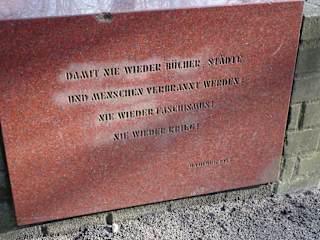 DAMIT NIE WIEDER BÜCHER STÄDTE
UND MENSCHEN VERBRANNT WERDEN!
NIE WIEDER FASCHISMUS!
NIE WIEDER KRIEG!